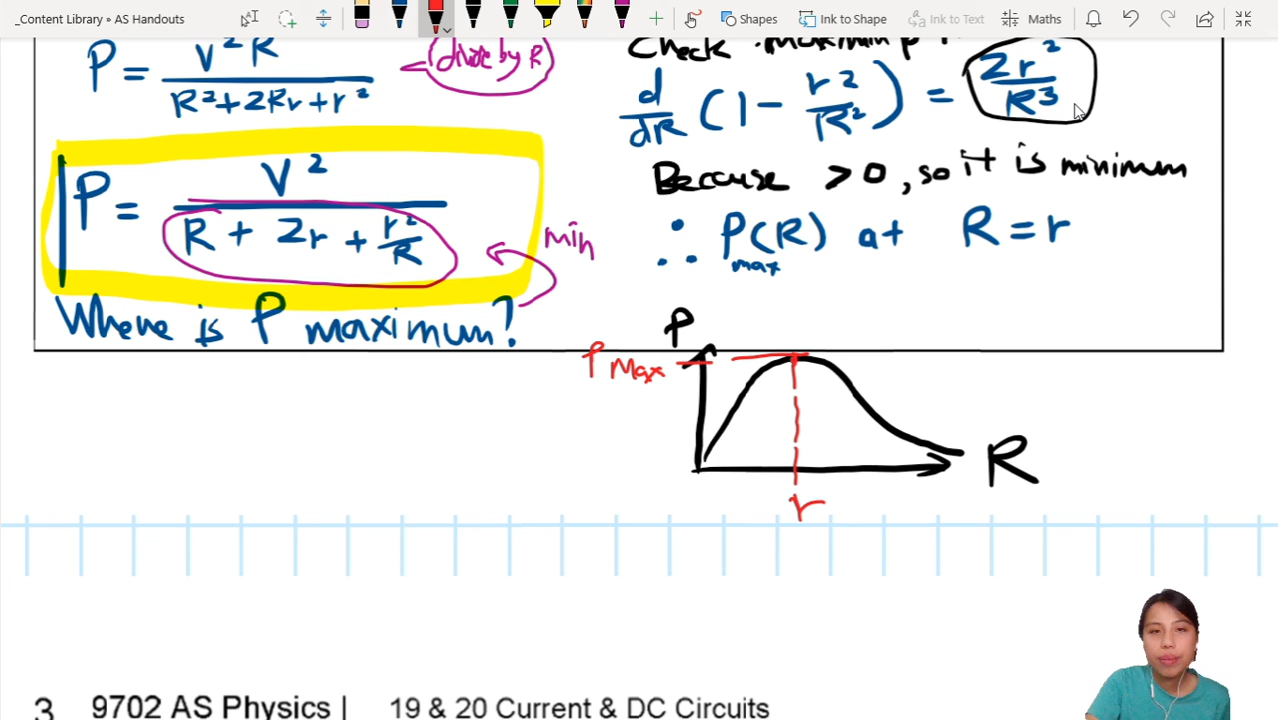 _Content Library » AS Handouts
Shapes
Ink to Shape
Ink to Text
Maths
P = V²R / R²+2Rr+r²
divide by R
P = V² / R + 2r + r²/R
min
Where is P maximum?
d/dR (1 - r²/R²) = 2r²/R³
Because > 0, so it is minimum
∴ P(R) at R = r
max
P
P Max
R
r
3 9702 AS Physics | 19 & 20 Current & DC Circuits